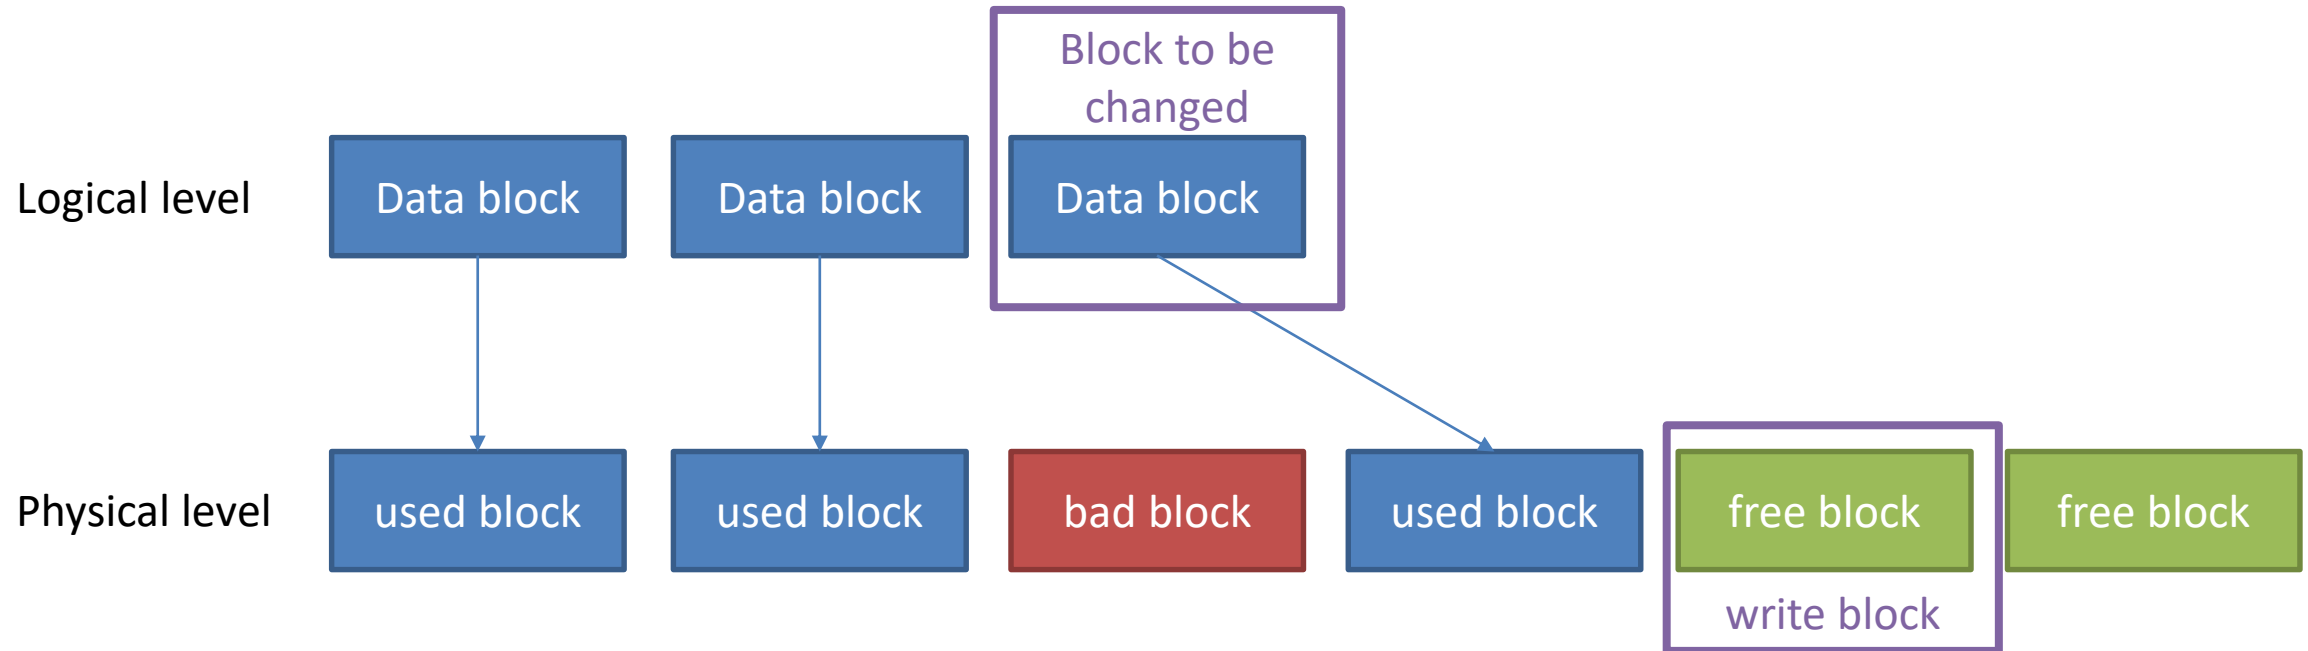 Block to be
changed
Logical level
Data block
Data block
Data block
Physical level
used block
used block
bad block
used block
free block
free block
write block